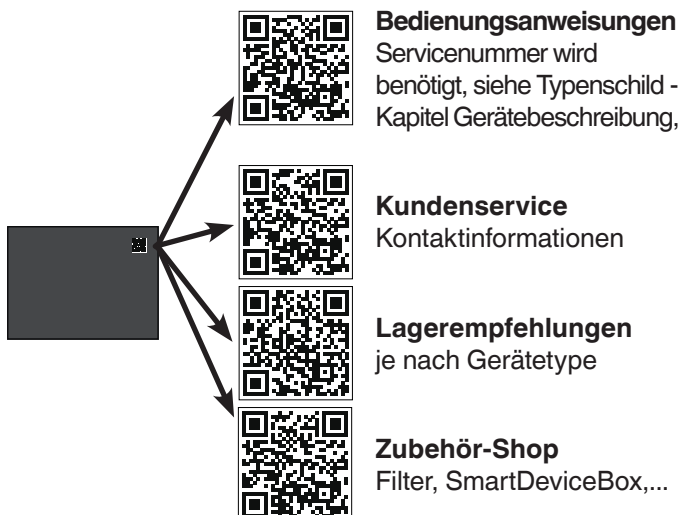 Bedienungsanweisungen
Servicenummer wird
benötigt, siehe Typenschild -
Kapitel Gerätebeschreibung,
Kundenservice
Kontaktinformationen
Lagerempfehlungen
je nach Gerätetype
Zubehör-Shop
Filter, SmartDeviceBox,...